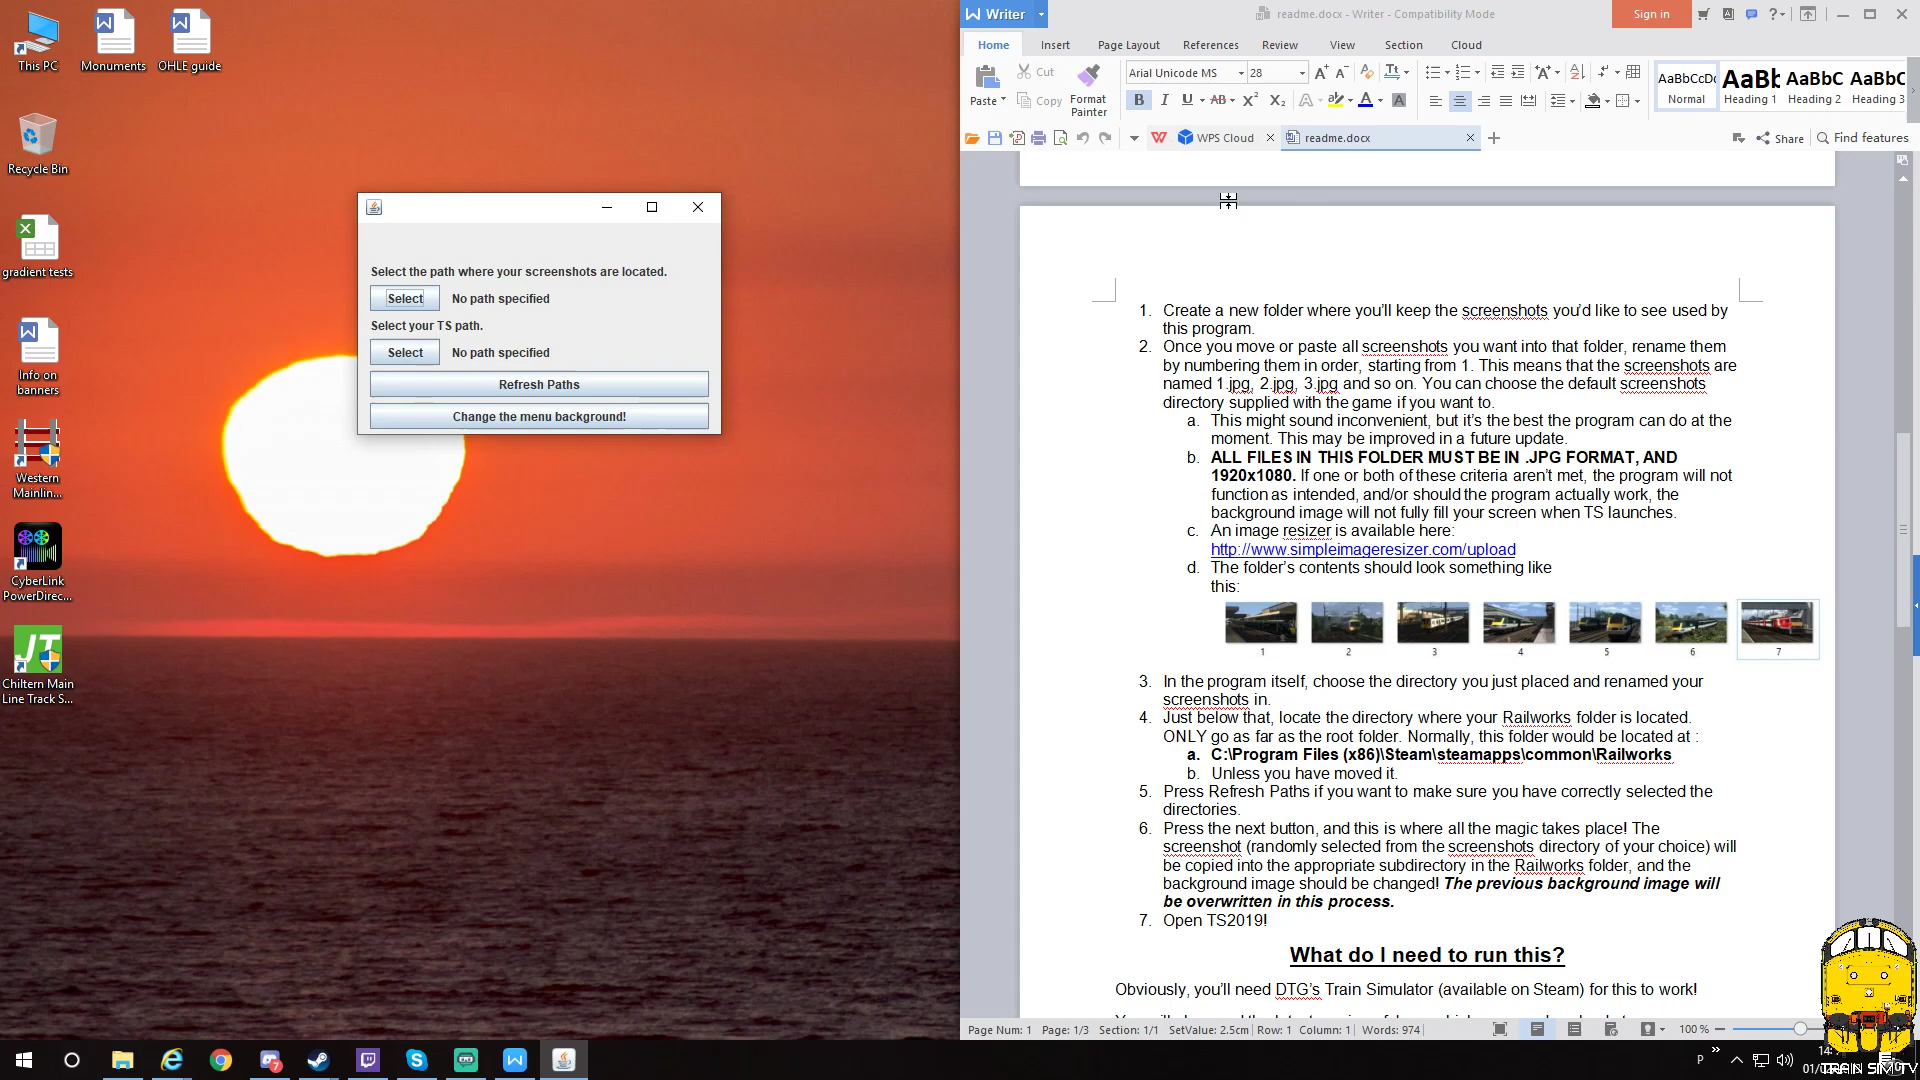 This PC
Monuments
OHLE guide
Recycle Bin
gradient tests
Info on
banners
Western
Mainlin...
CyberLink
PowerDirec...
Chiltern Main
Line Track S...
Select the path where your screenshots are located.
Select
No path specified
Select your TS path.
Select
No path specified
Refresh Paths
Change the menu background!
Writer
readme.docx - Writer - Compatibility Mode
Sign in
Home
Insert
Page Layout
References
Review
View
Section
Cloud
Paste
Cut
Copy
Format
Painter
Arial Unicode MS
28
AaBbCcDc
Normal
AaBb
Heading 1
AaBbC
Heading 2
AaBbC
Heading 3
WPS Cloud
readme.docx
Share
Find features
1. Create a new folder where you'll keep the screenshots you'd like to see used by
this program.
2. Once you move or paste all screenshots you want into that folder, rename them
by numbering them in order, starting from 1. This means that the screenshots are
named 1.jpg, 2.jpg, 3.jpg and so on. You can choose the default screenshots
directory supplied with the game if you want to.
a. This might sound inconvenient, but it's the best the program can do at the
moment. This may be improved in a future update.
b. ALL FILES IN THIS FOLDER MUST BE IN .JPG FORMAT, AND
1920x1080. If one or both of these criteria aren't met, the program will not
function as intended, and/or should the program actually work, the
background image will not fully fill your screen when TS launches.
c. An image resizer is available here:
http://www.simpleimageresizer.com/upload
d. The folder's contents should look something like
this:
1 2 3 4 5 6 7
3. In the program itself, choose the directory you just placed and renamed your
screenshots in.
4. Just below that, locate the directory where your Railworks folder is located.
ONLY go as far as the root folder. Normally, this folder would be located at :
a. C:\Program Files (x86)\Steam\steamapps\common\Railworks
b. Unless you have moved it.
5. Press Refresh Paths if you want to make sure you have correctly selected the
directories.
6. Press the next button, and this is where all the magic takes place! The
screenshot (randomly selected from the screenshots directory of your choice) will
be copied into the appropriate subdirectory in the Railworks folder, and the
background image should be changed! The previous background image will
be overwritten in this process.
7. Open TS2019!
What do I need to run this?
Obviously, you'll need DTG's Train Simulator (available on Steam) for this to work!
Page Num: 1 Page: 1/3 Section: 1/1 SetValue: 2.5cm Row: 1 Column: 1 Words: 974
100 %
TRAIN SIM TV